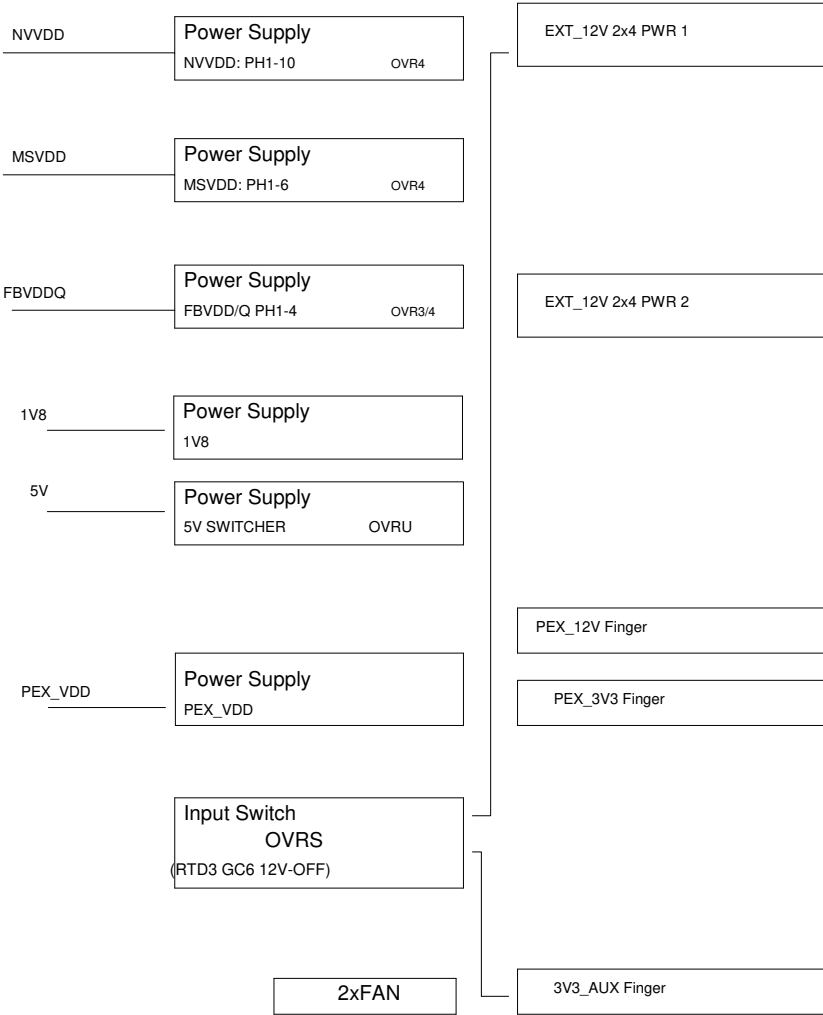 NVVDD
Power Supply
NVVDD: PH1-10 OVR4
EXT_12V 2x4 PWR 1
MSVDD
Power Supply
MSVDD: PH1-6 OVR4
FBVDDQ
Power Supply
FBVDD/Q PH1-4 OVR3/4
EXT_12V 2x4 PWR 2
1V8
Power Supply
1V8
5V
Power Supply
5V SWITCHER OVRU
PEX_12V Finger
PEX_VDD
Power Supply
PEX_VDD
PEX_3V3 Finger
Input Switch
OVRS
(RTD3 GC6 12V-OFF)
2xFAN
3V3_AUX Finger